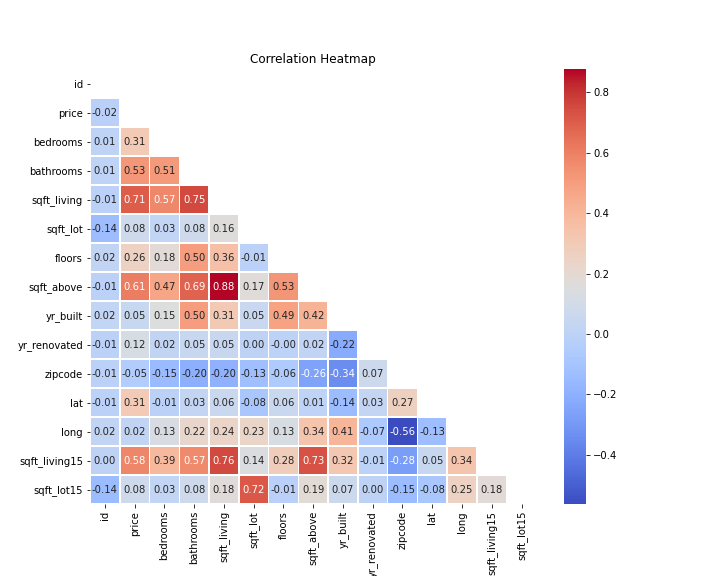 Correlation Heatmap
id
price -0.02
bedrooms 0.01 0.31
bathrooms 0.01 0.53 0.51
sqft_living -0.01 0.71 0.57 0.75
sqft_lot -0.14 0.08 0.03 0.08 0.16
floors 0.02 0.26 0.18 0.50 0.36 -0.01
sqft_above -0.01 0.61 0.47 0.69 0.88 0.17 0.53
yr_built 0.02 0.05 0.15 0.50 0.31 0.05 0.49 0.42
yr_renovated -0.01 0.12 0.02 0.05 0.05 0.00 -0.00 0.02 -0.22
zipcode -0.01 -0.05 -0.15 -0.20 -0.20 -0.13 -0.06 -0.26 -0.34 0.07
lat -0.01 0.31 -0.01 0.03 0.06 -0.08 0.06 0.01 -0.14 0.03 0.27
long 0.02 0.02 0.13 0.22 0.24 0.23 0.13 0.34 0.41 -0.07 -0.56 -0.13
sqft_living15 0.00 0.58 0.39 0.57 0.76 0.14 0.28 0.73 0.32 -0.01 -0.28 0.05 0.34
sqft_lot15 -0.14 0.08 0.03 0.08 0.18 0.72 -0.01 0.19 0.07 0.00 -0.15 -0.08 0.25 0.18
id price bedrooms bathrooms sqft_living sqft_lot floors sqft_above yr_built yr_renovated zipcode lat long sqft_living15 sqft_lot15
0.8
0.6
0.4
0.2
0.0
−0.2
−0.4